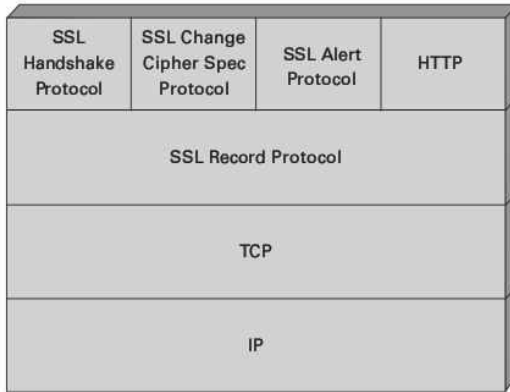 SSL
Handshake
Protocol
SSL Change
Cipher Spec
Protocol
SSL Alert
Protocol
HTTP
SSL Record Protocol
TCP
IP